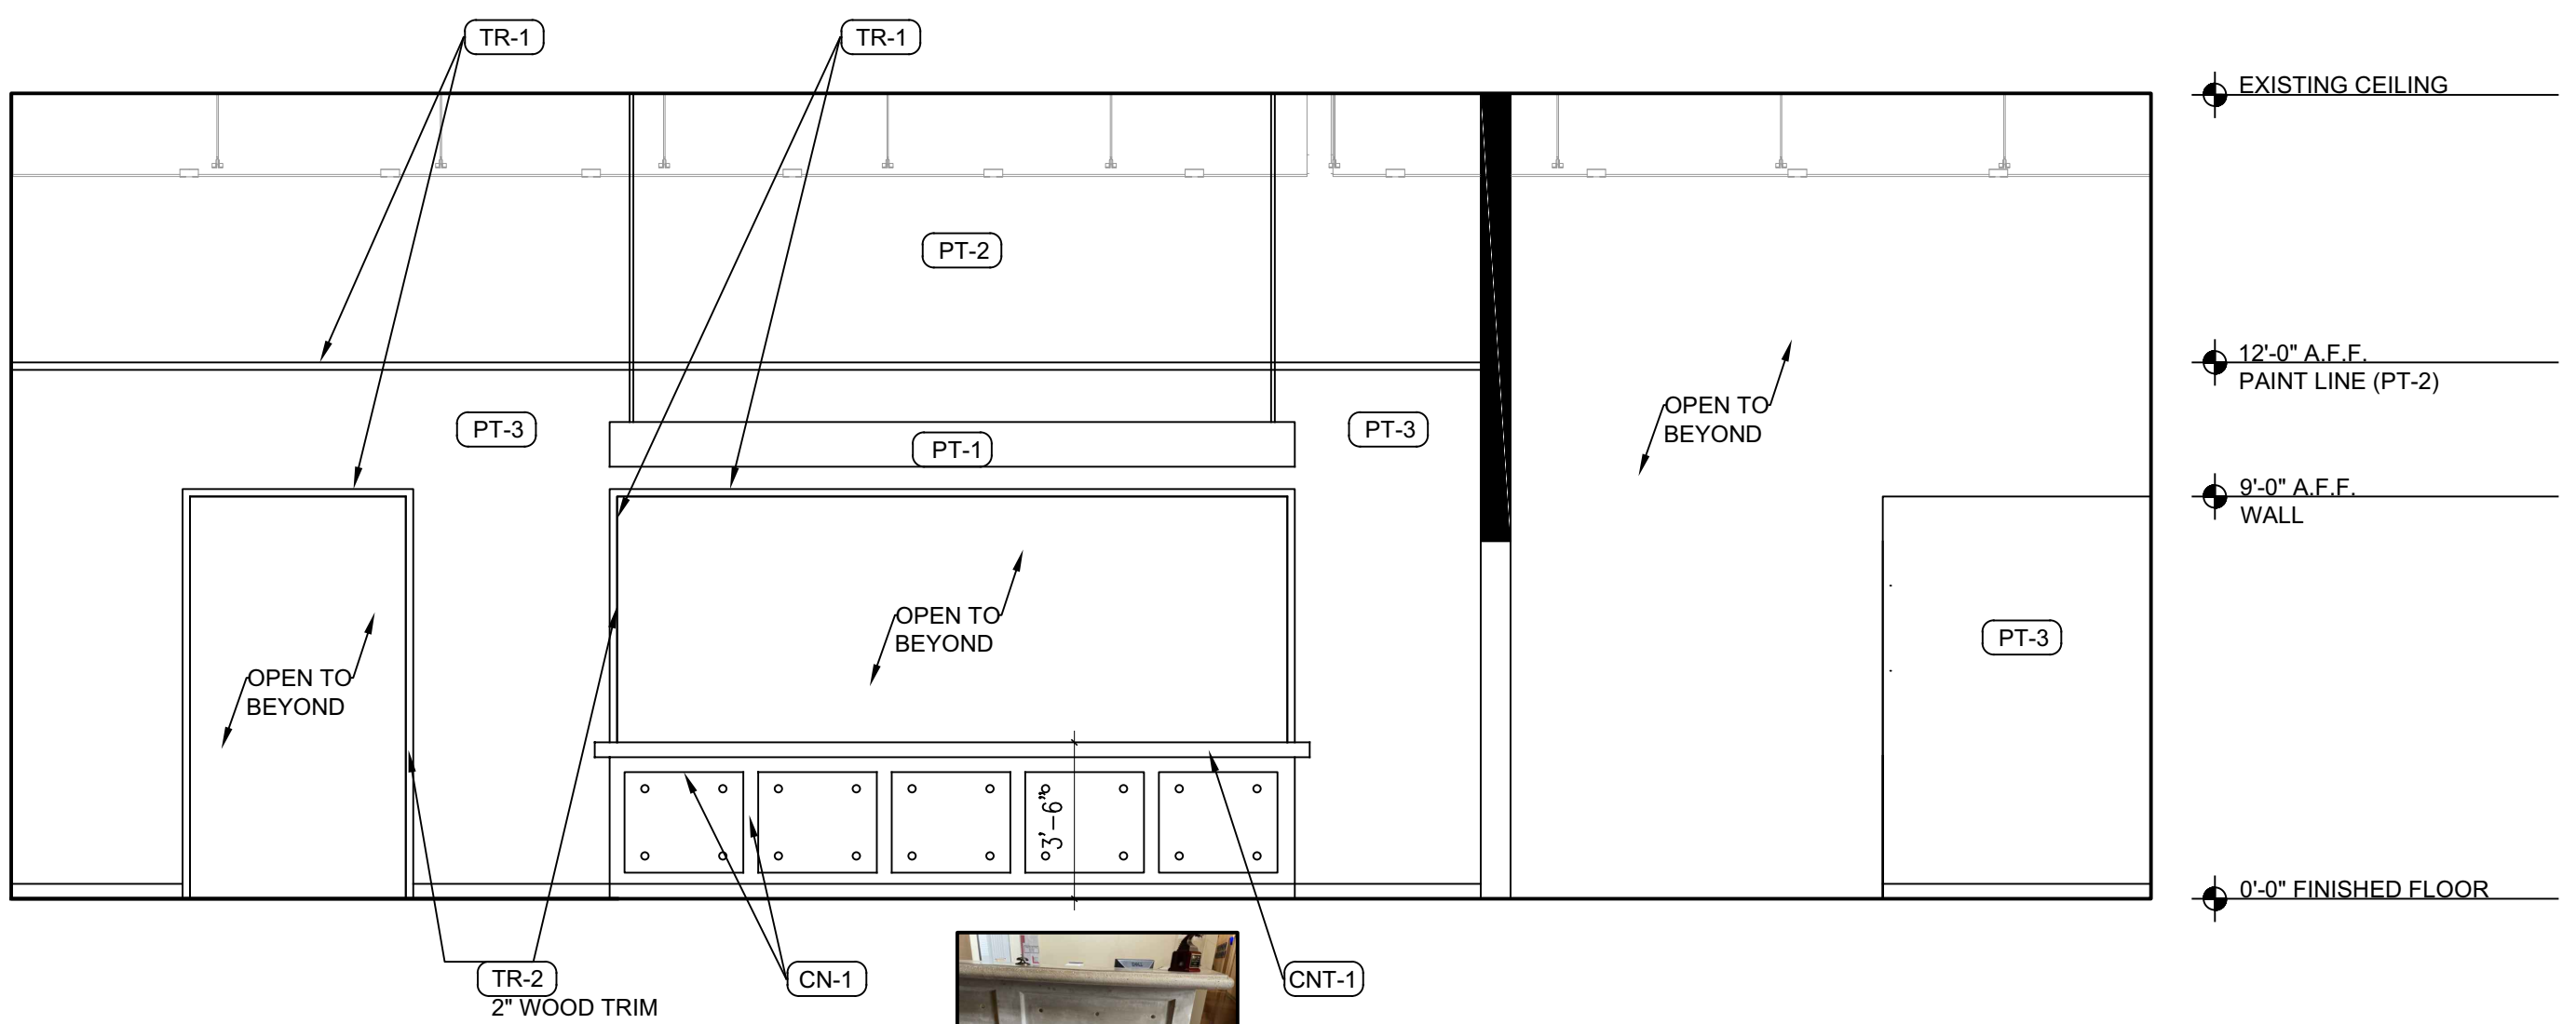 TR-1
TR-1
EXISTING CEILING
PT-2
12'-0" A.F.F.
PAINT LINE (PT-2)
OPEN TO
BEYOND
PT-3
PT-1
PT-3
9'-0" A.F.F.
WALL
OPEN TO
BEYOND
PT-3
OPEN TO
BEYOND
3'-6"
0'-0" FINISHED FLOOR
TR-2
2" WOOD TRIM
CN-1
CNT-1